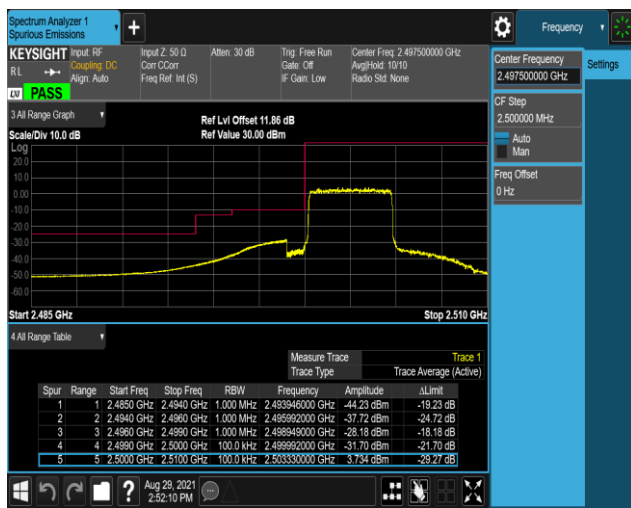 Spectrum Analyzer 1
Spurious Emissions
Frequency
KEYSIGHT
Input: RF
Input Z: 50 Ω
Atten: 30 dB
Trig: Free Run
Center Freq: 2.497500000 GHz
RL
Coupling: DC
Corr CCorr
Gate: Off
Avg|Hold: 10/10
Align: Auto
Freq Ref: Int (S)
IF Gain: Low
Radio Std: None
LXI
PASS
Center Frequency
2.497500000 GHz
Settings
CF Step
2.500000 MHz
Auto
Man
Freq Offset
0 Hz
3 All Range Graph
Ref Lvl Offset 11.86 dB
Scale/Div 10.0 dB
Ref Value 30.00 dBm
Log
20.0
10.0
0.00
-10.0
-20.0
-30.0
-40.0
-50.0
-60.0
Start 2.485 GHz
Stop 2.510 GHz
4 All Range Table
Measure Trace Trace 1
Trace Type Trace Average (Active)
Spur Range Start Freq Stop Freq RBW Frequency Amplitude ΔLimit
1 1 2.4850 GHz 2.4940 GHz 1.000 MHz 2.493946000 GHz -44.23 dBm -19.23 dB
2 2 2.4940 GHz 2.4960 GHz 1.000 MHz 2.495992000 GHz -37.72 dBm -24.72 dB
3 3 2.4960 GHz 2.4990 GHz 1.000 MHz 2.498949000 GHz -28.18 dBm -18.18 dB
4 4 2.4990 GHz 2.5000 GHz 100.0 kHz 2.499992000 GHz -31.70 dBm -21.70 dB
5 5 2.5000 GHz 2.5100 GHz 100.0 kHz 2.503330000 GHz 3.734 dBm -29.27 dB
?
Aug 29, 2021
2:52:10 PM